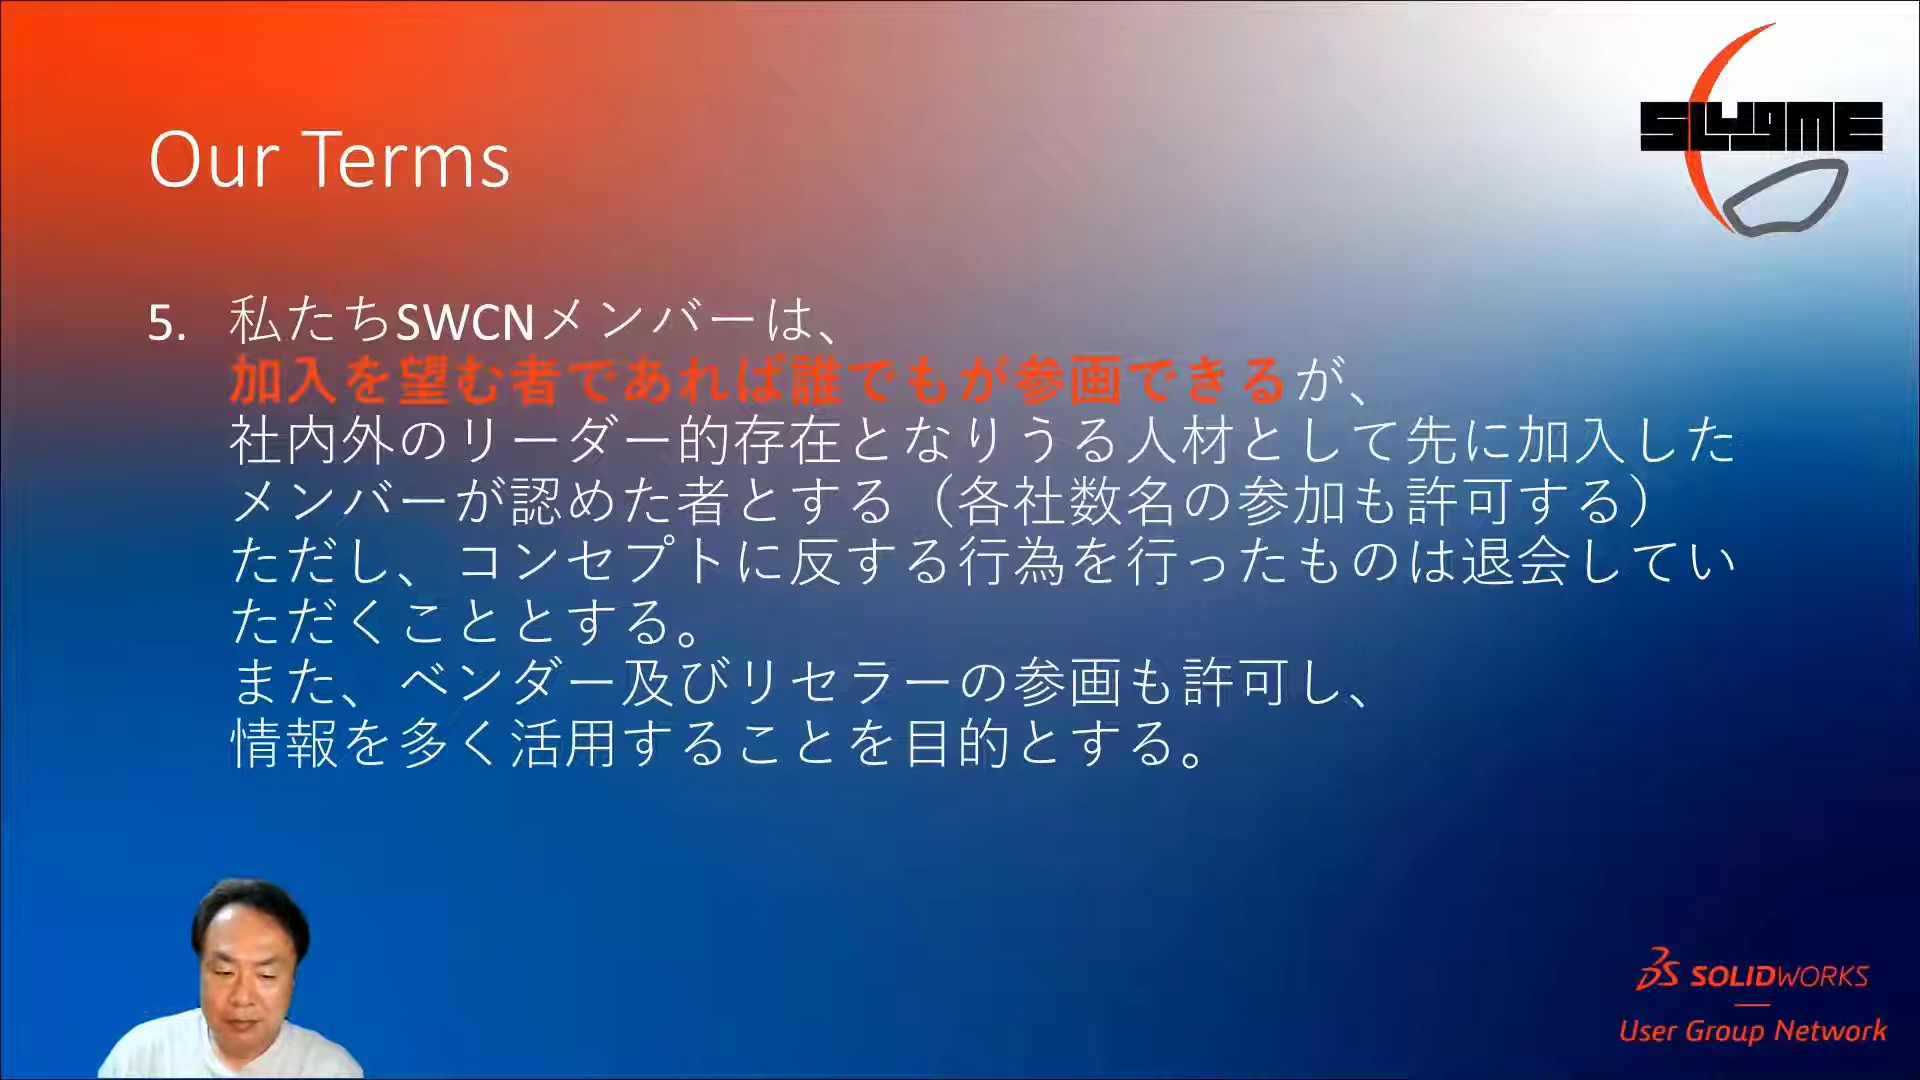 Our Terms
SLUGME
5. 私たちSWCNメンバーは、
加入を望む者であれば誰でもが参画できるが、
社内外のリーダー的存在となりうる人材として先に加入した
メンバーが認めた者とする（各社数名の参加も許可する）
ただし、コンセプトに反する行為を行ったものは退会してい
ただくこととする。
また、ベンダー及びリセラーの参画も許可し、
情報を多く活用することを目的とする。
SOLIDWORKS
User Group Network